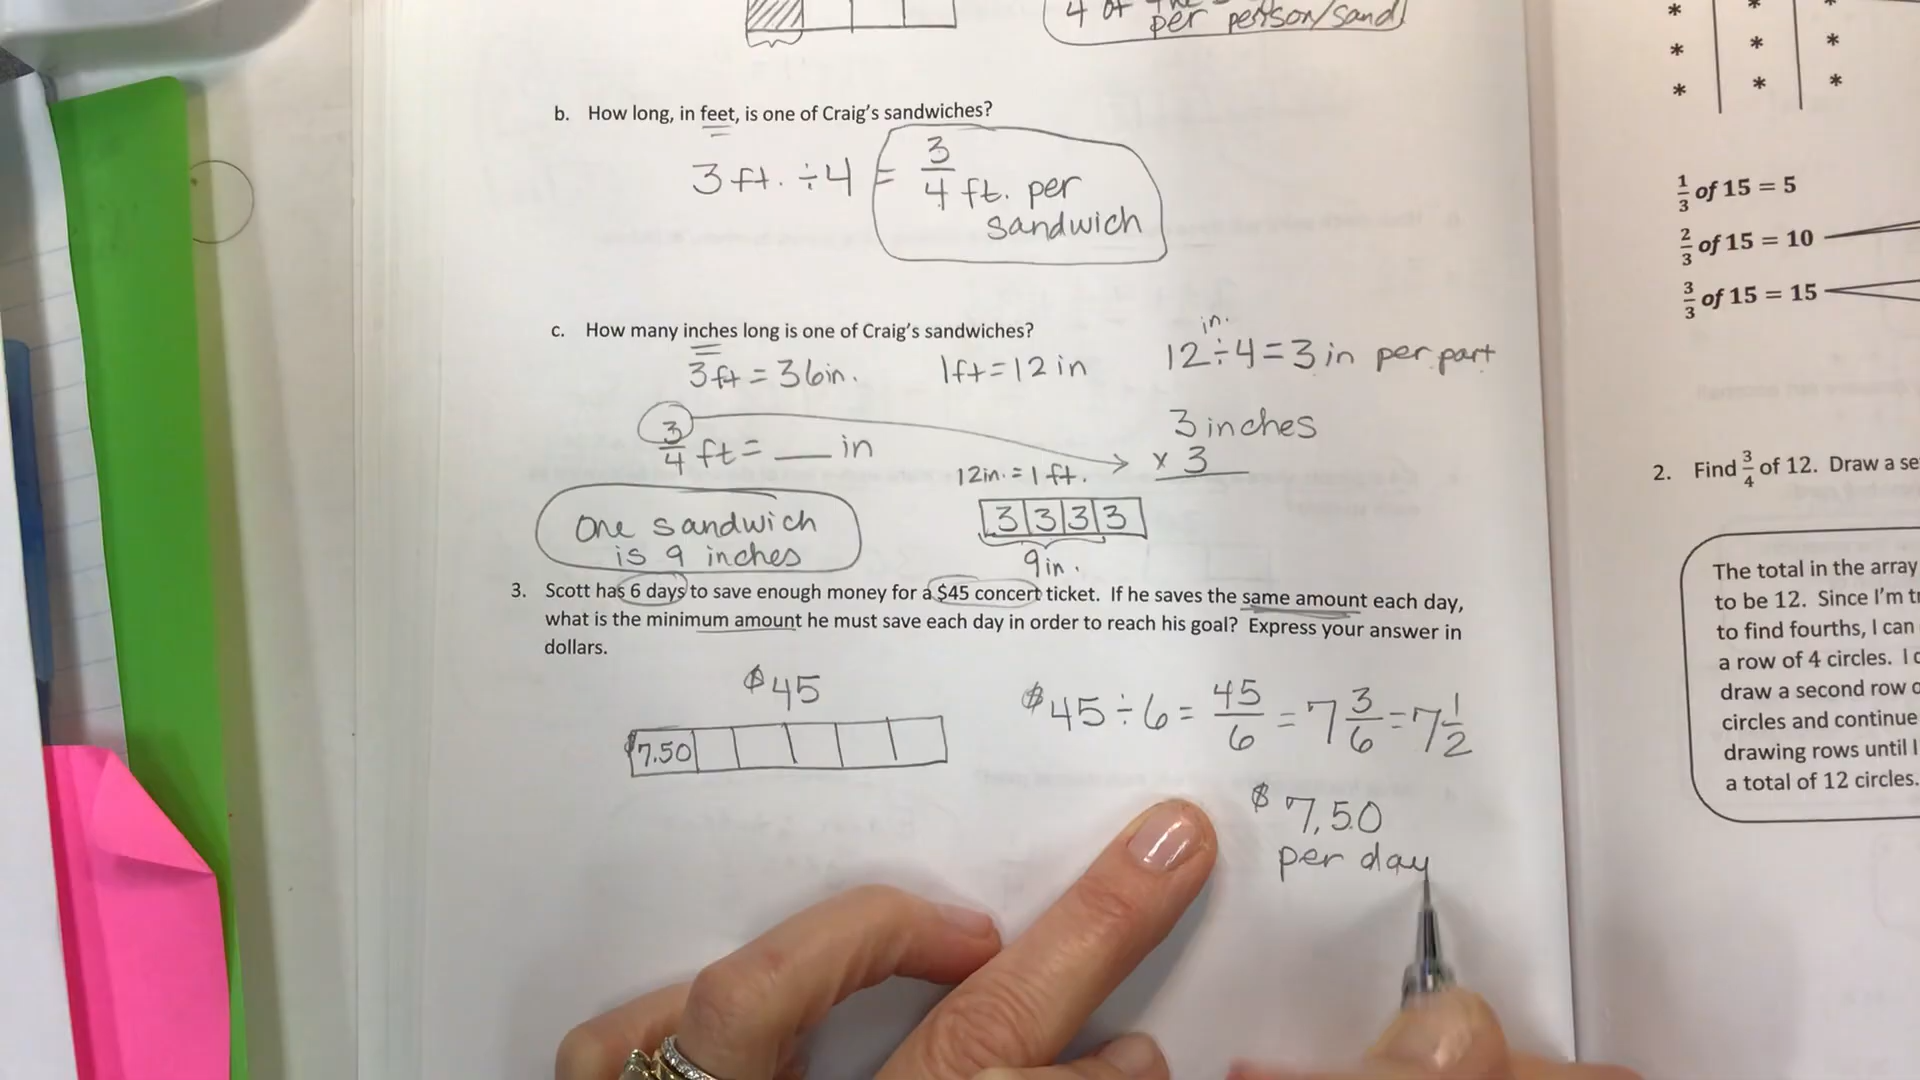 4 of the
per person/sand
b. How long, in feet, is one of Craig's sandwiches?
3 ft. ÷ 4 = 3/4 ft. per
sandwich
c. How many inches long is one of Craig's sandwiches?
3ft = 36in.
1ft = 12 in
in.
12 ÷ 4 = 3 in per part
3/4 ft = ___ in
3 inches
x 3
12in. = 1 ft.
3 3 3 3
9in.
One sandwich
is 9 inches
3. Scott has 6 days to save enough money for a $45 concert ticket. If he saves the same amount each day,
what is the minimum amount he must save each day in order to reach his goal? Express your answer in
dollars.
$45
$7.50
$45 ÷ 6 = 45/6 = 7 3/6 = 7 1/2
$7.50
per day
* * *
* * *
* * *
1/3 of 15 = 5
2/3 of 15 = 10
3/3 of 15 = 15
2. Find 3/4 of 12. Draw a se
The total in the array
to be 12. Since I'm
to find fourths, I can
a row of 4 circles. I
draw a second row
circles and continue
drawing rows until I
a total of 12 circles.